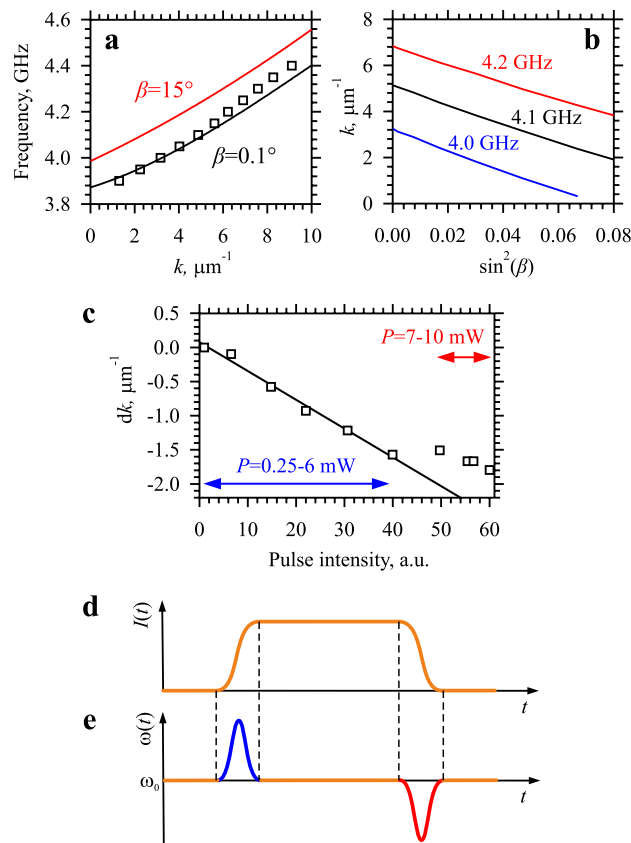 a
b
4.6
4.4
4.2
4.0
3.8
Frequency, GHz
β=15°
β=0.1°
0
2
4
6
8
10
k, μm⁻¹
8
6
4
2
0
k, μm⁻¹
4.2 GHz
4.1 GHz
4.0 GHz
0.00
0.02
0.04
0.06
0.08
sin²(β)
c
0.5
0.0
-0.5
-1.0
-1.5
-2.0
dk, μm⁻¹
P=7-10 mW
P=0.25-6 mW
0
10
20
30
40
50
60
Pulse intensity, a.u.
d
I(t)
t
e
ω(t)
ω₀
t